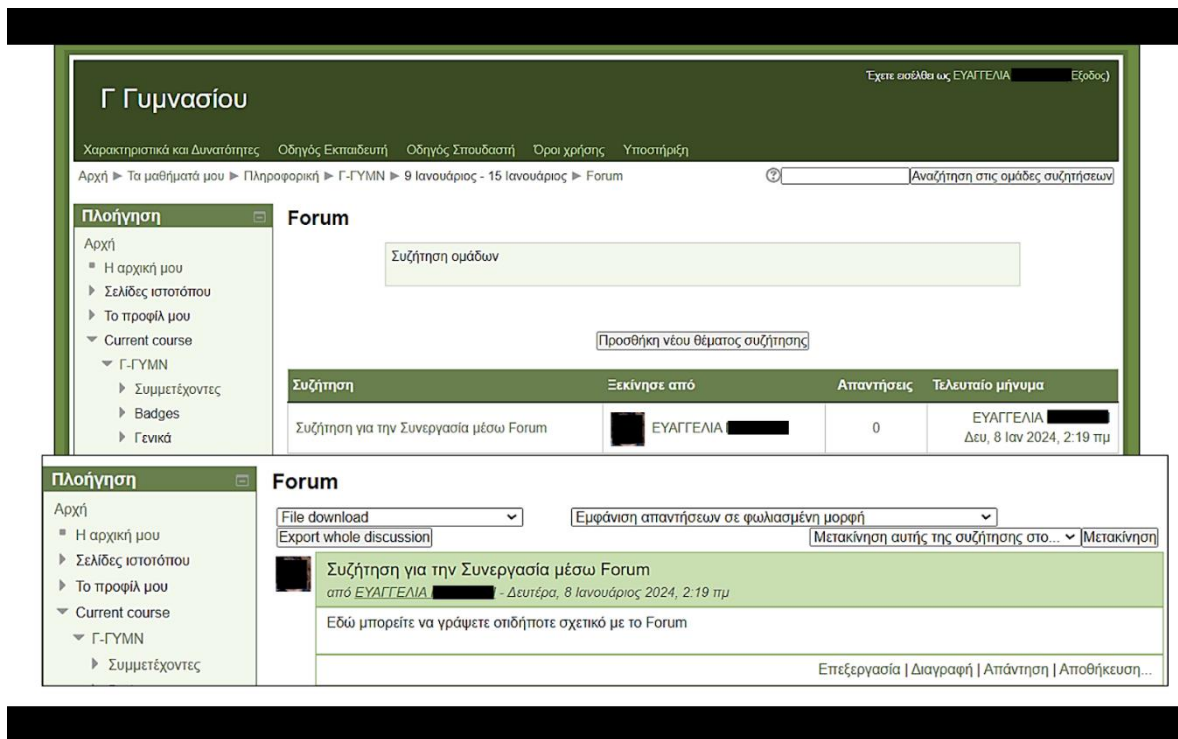 Έχετε εισέλθει ως ΕΥΑΓΓΕΛΙΑ Έξοδος)
Γ Γυμνασίου
Χαρακτηριστικά και Δυνατότητες Οδηγός Εκπαιδευτή Οδηγός Σπουδαστή Όροι χρήσης Υποστήριξη
Αρχή ► Τα μαθήματά μου ► Πληροφορική ► Γ-ΓΥΜΝ ► 9 Ιανουάριος - 15 Ιανουάριος ► Forum Αναζήτηση στις ομάδες συζητήσεων
Πλοήγηση
Αρχή
Η αρχική μου
Σελίδες ιστοτόπου
Το προφίλ μου
Current course
Γ-ΓΥΜΝ
Συμμετέχοντες
Badges
Γενικά
Forum
Συζήτηση ομάδων
Προσθήκη νέου θέματος συζήτησης
Συζήτηση Ξεκίνησε από Απαντήσεις Τελευταίο μήνυμα
Συζήτηση για την Συνεργασία μέσω Forum ΕΥΑΓΓΕΛΙΑ 0 ΕΥΑΓΓΕΛΙΑ
Δευ, 8 Ιαν 2024, 2:19 πμ
Πλοήγηση
Αρχή
Η αρχική μου
Σελίδες ιστοτόπου
Το προφίλ μου
Current course
Γ-ΓΥΜΝ
Συμμετέχοντες
Forum
File download Εμφάνιση απαντήσεων σε φωλιασμένη μορφή
Export whole discussion Μετακίνηση αυτής της συζήτησης στο... Μετακίνηση
Συζήτηση για την Συνεργασία μέσω Forum
από ΕΥΑΓΓΕΛΙΑ - Δευτέρα, 8 Ιανουάριος 2024, 2:19 πμ
Εδώ μπορείτε να γράψετε οτιδήποτε σχετικό με το Forum
Επεξεργασία | Διαγραφή | Απάντηση | Αποθήκευση...